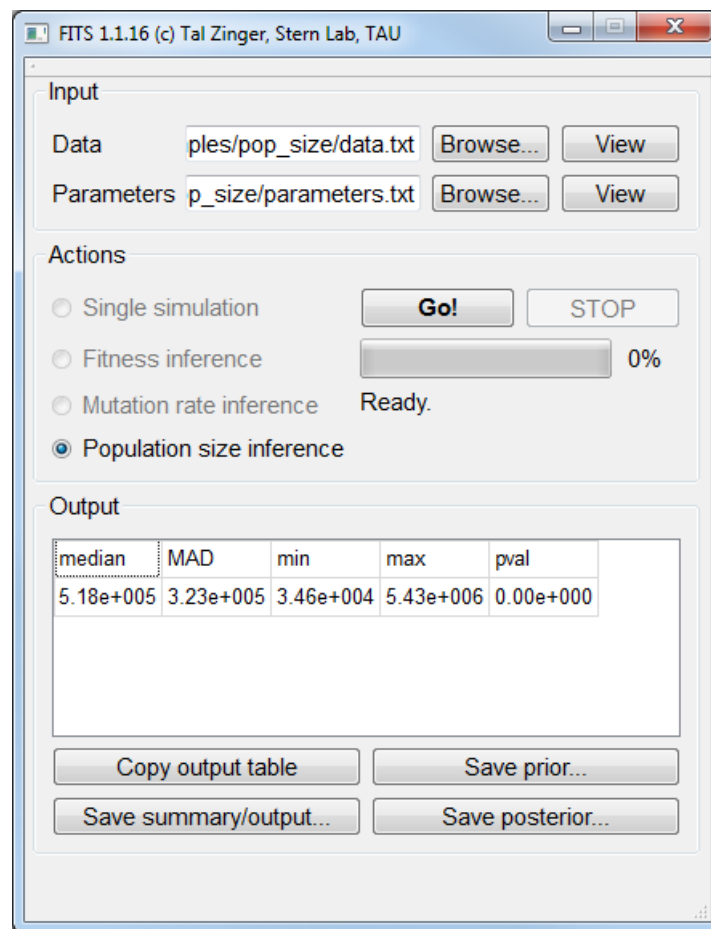 FITS 1.1.16 (c) Tal Zinger, Stern Lab, TAU
Input
Data ples/pop_size/data.txt Browse... View
Parameters p_size/parameters.txt Browse... View
Actions
Single simulation Go! STOP
Fitness inference 0%
Mutation rate inference Ready.
Population size inference
Output
median MAD min max pval
5.18e+005 3.23e+005 3.46e+004 5.43e+006 0.00e+000
Copy output table Save prior...
Save summary/output... Save posterior...